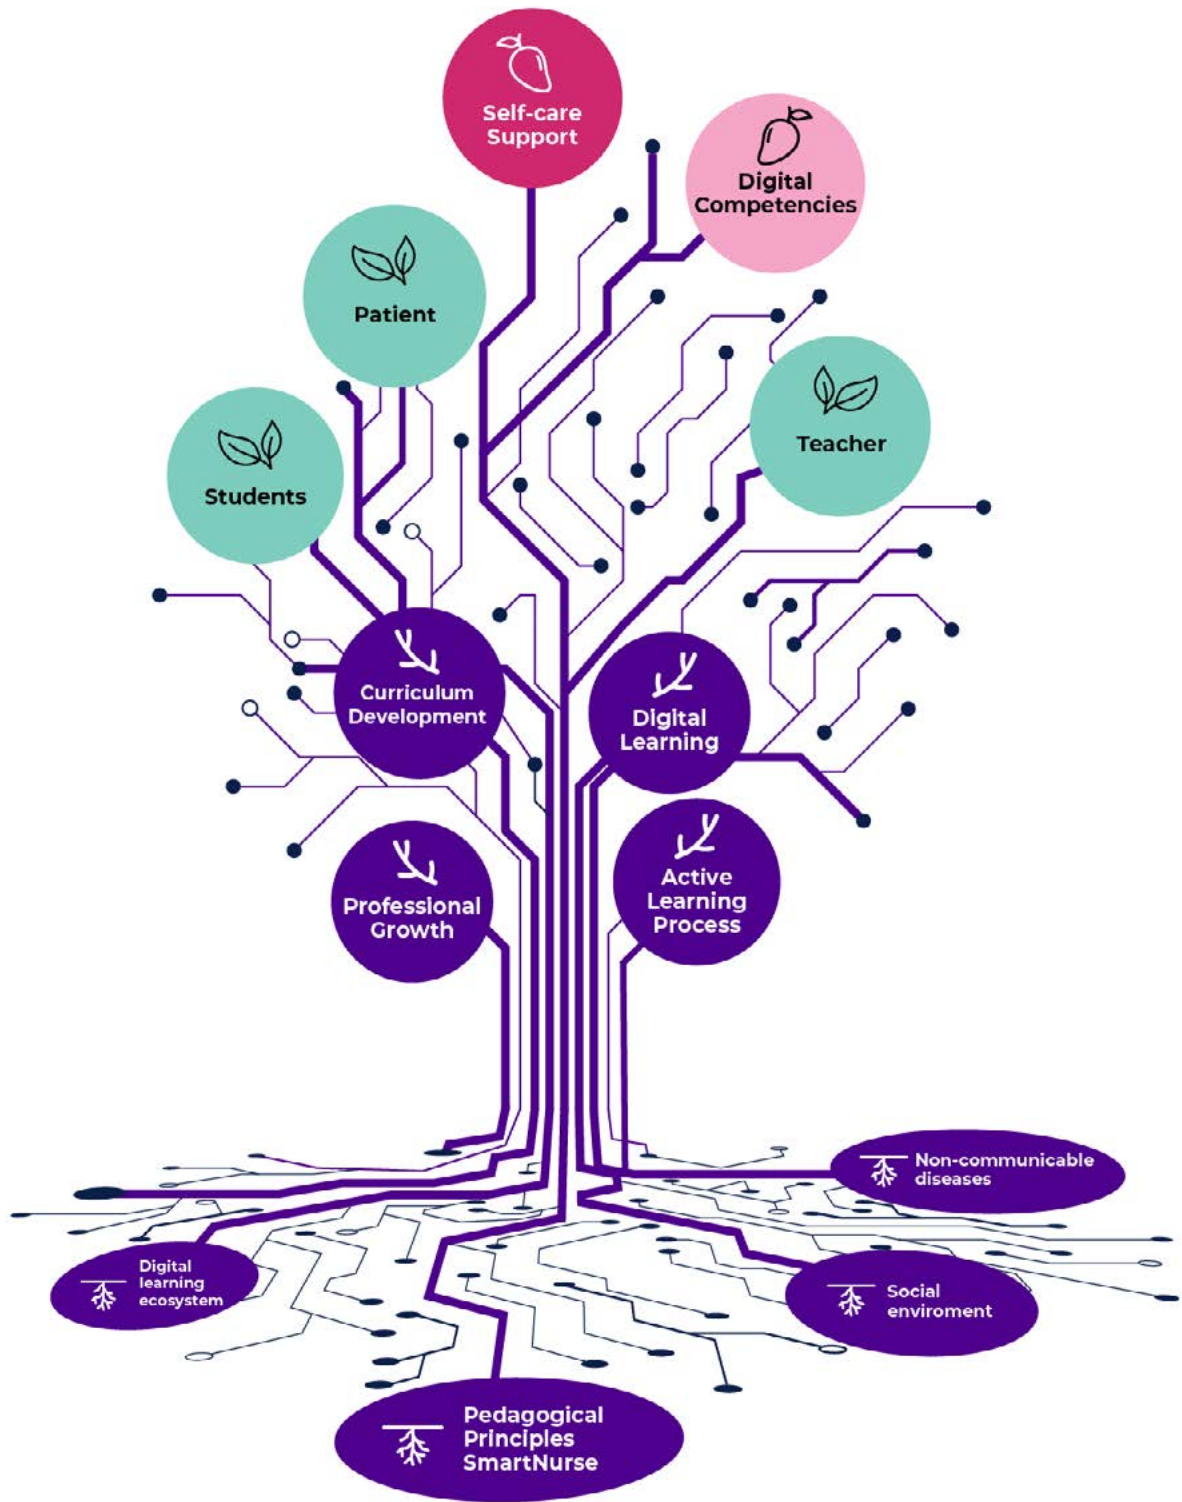 Self-care
Support
Digital
Competencies
Patient
Teacher
Students
Curriculum
Development
Digital
Learning
Professional
Growth
Active
Learning
Process
Non-communicable
diseases
Digital
learning
ecosystem
Social
enviroment
Pedagogical
Principles
SmartNurse